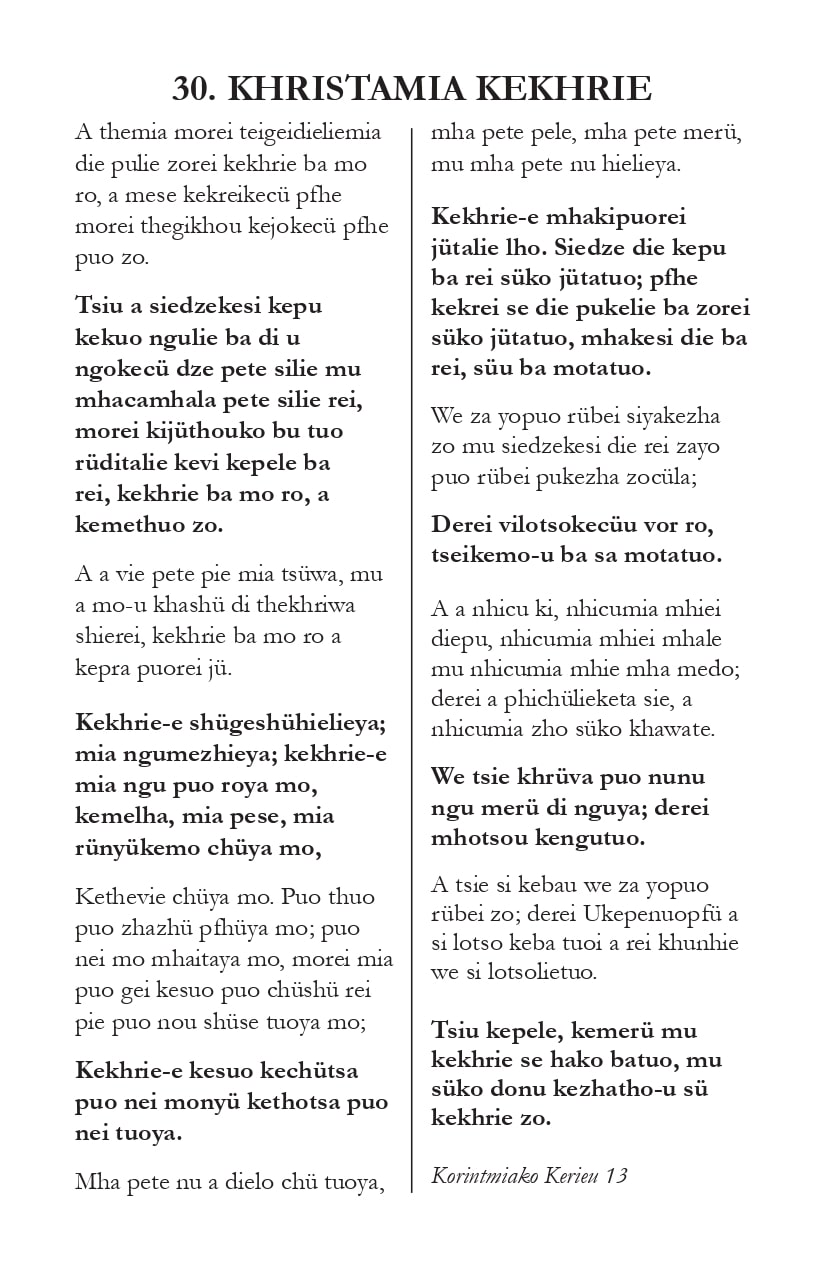 30. KHRISTAMIA KEKHRIE
A themia morei teigeidieliemia
die pulie zorei kekhrie ba mo
ro, a mese kekreikecü pfhe
morei thegikhou kejokecü pfhe
puo zo.
Tsiu a siedzekesi kepu
kekuo ngulie ba di u
ngokecü dze pete silie mu
mhacamhala pete silie rei,
morei kijüthouko bu tuo
rüditalie kevi kepele ba
rei, kekhrie ba mo ro, a
kemethuo zo.
A a vie pete pie mia tsüwa, mu
a mo-u khashü di thekhriwa
shierei, kekhrie ba mo ro a
kepra puorei jü.
Kekhrie-e shügeshühielieya;
mia ngumezhieya; kekhrie-e
mia ngu puo roya mo,
kemelha, mia pese, mia
rünyükemo chüya mo,
Kethevie chüya mo. Puo thuo
puo zhazhü pfhüya mo; puo
nei mo mhaitaya mo, morei mia
puo gei kesuo puo chüshü rei
pie puo nou shüse tuoya mo;
Kekhrie-e kesuo kechütsa
puo nei monyü kethotsa puo
nei tuoya.
Mha pete nu a dielo chü tuoya,
mha pete pele, mha pete merü,
mu mha pete nu hielieya.
Kekhrie-e mhakipuorei
jütalie lho. Siedze die kepu
ba rei süko jütatuo; pfhe
kekrei se die pukelie ba zorei
süko jütatuo, mhakesi die ba
rei, süu ba motatuo.
We za yopuo rübei siyakezha
zo mu siedzekesi die rei zayo
puo rübei pukezha zocüla;
Derei vilotsokecüu vor ro,
tseikemo-u ba sa motatuo.
A a nhicu ki, nhicumia mhiei
diepu, nhicumia mhiei mhale
mu nhicumia mhie mha medo;
derei a phichülieketa sie, a
nhicumia zho süko khawate.
We tsie khrüva puo nunu
ngu merü di nguya; derei
mhotsou kengutuo.
A tsie si kebau we za yopuo
rübei zo; derei Ukepenuopfü a
si lotso keba tuoi a rei khunhie
we si lotsolietuo.
Tsiu kepele, kemerü mu
kekhrie se hako batuo, mu
süko donu kezhatho-u sü
kekhrie zo.
Korintmiako Kerieu 13